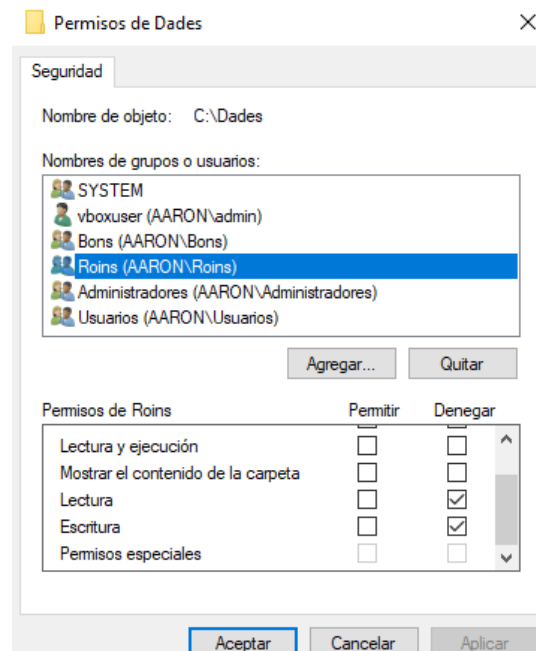 Permisos de Dades
Seguridad
Nombre de objeto: C:\Dades
Nombres de grupos o usuarios:
SYSTEM
vboxuser (AARON\admin)
Bons (AARON\Bons)
Roins (AARON\Roins)
Administradores (AARON\Administradores)
Usuarios (AARON\Usuarios)
Agregar... Quitar
Permisos de Roins Permitir Denegar
Lectura y ejecución
Mostrar el contenido de la carpeta
Lectura
Escritura
Permisos especiales
Aceptar Cancelar Aplicar